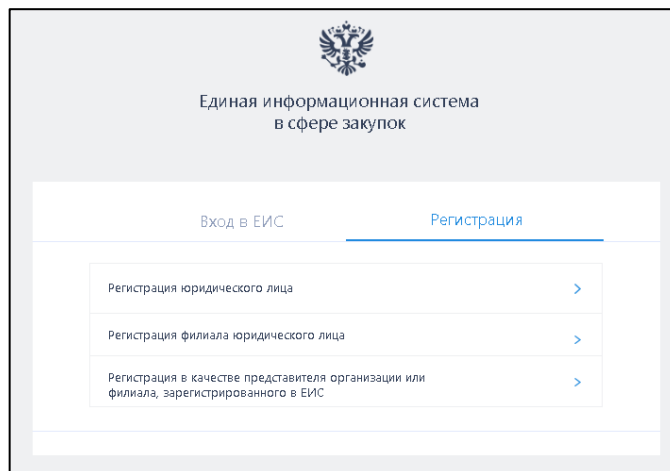 Единая информационная система
в сфере закупок
Вход в ЕИС
Регистрация
Регистрация юридического лица
Регистрация филиала юридического лица
Регистрация в качестве представителя организации или
филиала, зарегистрированного в ЕИС